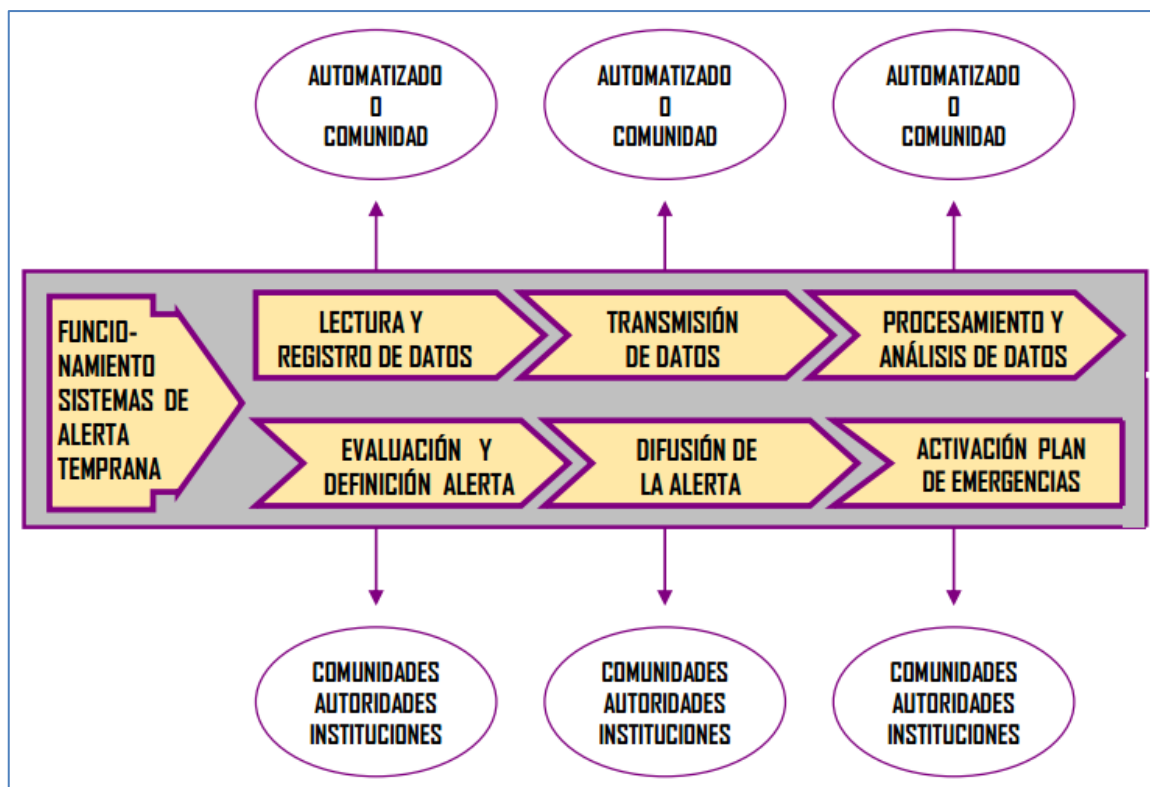 AUTOMATIZADO
O
COMUNIDAD
AUTOMATIZADO
O
COMUNIDAD
AUTOMATIZADO
O
COMUNIDAD
FUNCIO-
NAMIENTO
SISTEMAS DE
ALERTA
TEMPRANA
LECTURA Y
REGISTRO DE DATOS
TRANSMISIÓN
DE DATOS
PROCESAMIENTO Y
ANÁLISIS DE DATOS
EVALUACIÓN Y
DEFINICIÓN ALERTA
DIFUSIÓN DE
LA ALERTA
ACTIVACIÓN PLAN
DE EMERGENCIAS
COMUNIDADES
AUTORIDADES
INSTITUCIONES
COMUNIDADES
AUTORIDADES
INSTITUCIONES
COMUNIDADES
AUTORIDADES
INSTITUCIONES